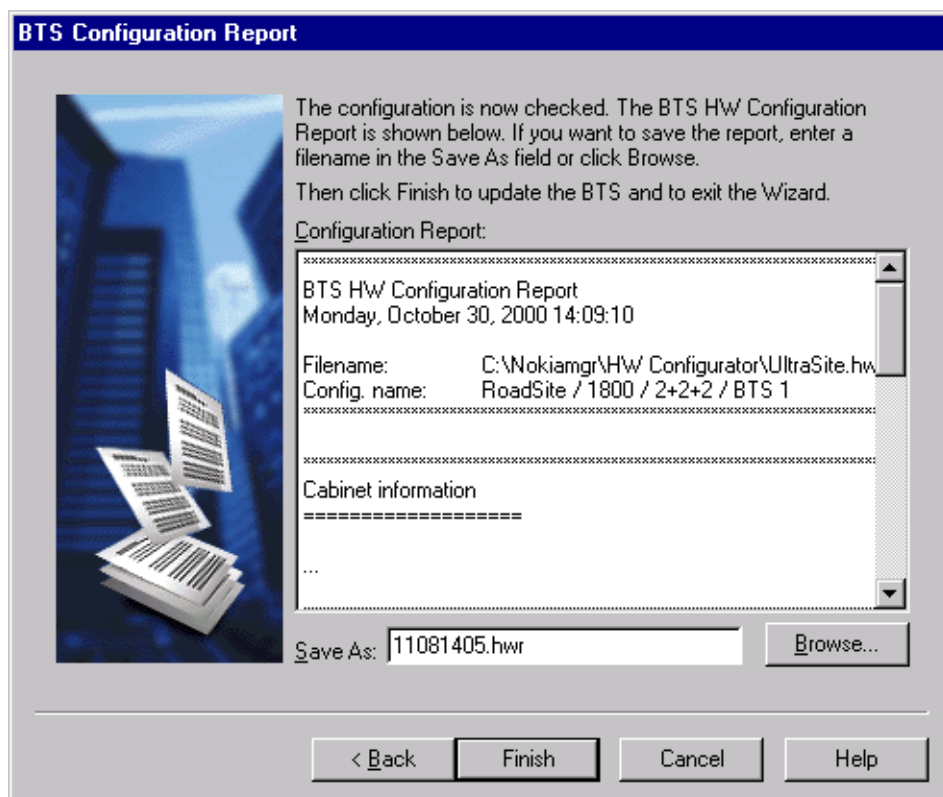 BTS Configuration Report
The configuration is now checked. The BTS HW Configuration
Report is shown below. If you want to save the report, enter a
filename in the Save As field or click Browse.
Then click Finish to update the BTS and to exit the Wizard.
Configuration Report:
BTS HW Configuration Report
Monday, October 30, 2000 14:09:10
Filename: C:\Nokiamgr\HW Configurator\UltraSite.hw
Config. name: RoadSite / 1800 / 2+2+2 / BTS 1
Cabinet information
===================
...
Save As: 11081405.hwr Browse...
< Back Finish Cancel Help